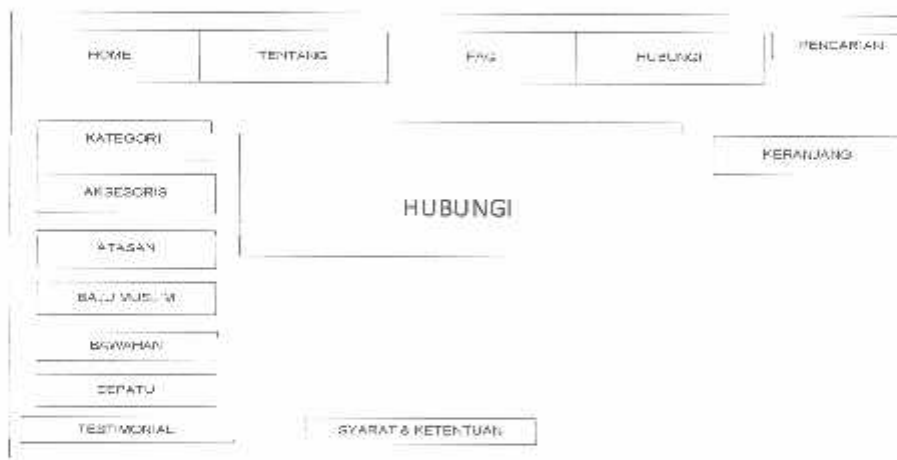 HOME TENTANG FAQ HUBUNGI PENCARIAN
KATEGORI
KERANJANG
AKSESORIS
HUBUNGI
ATASAN
BAJU MUSLIM
BAWAHAN
SEPATU
TESTIMONIAL SYARAT & KETENTUAN